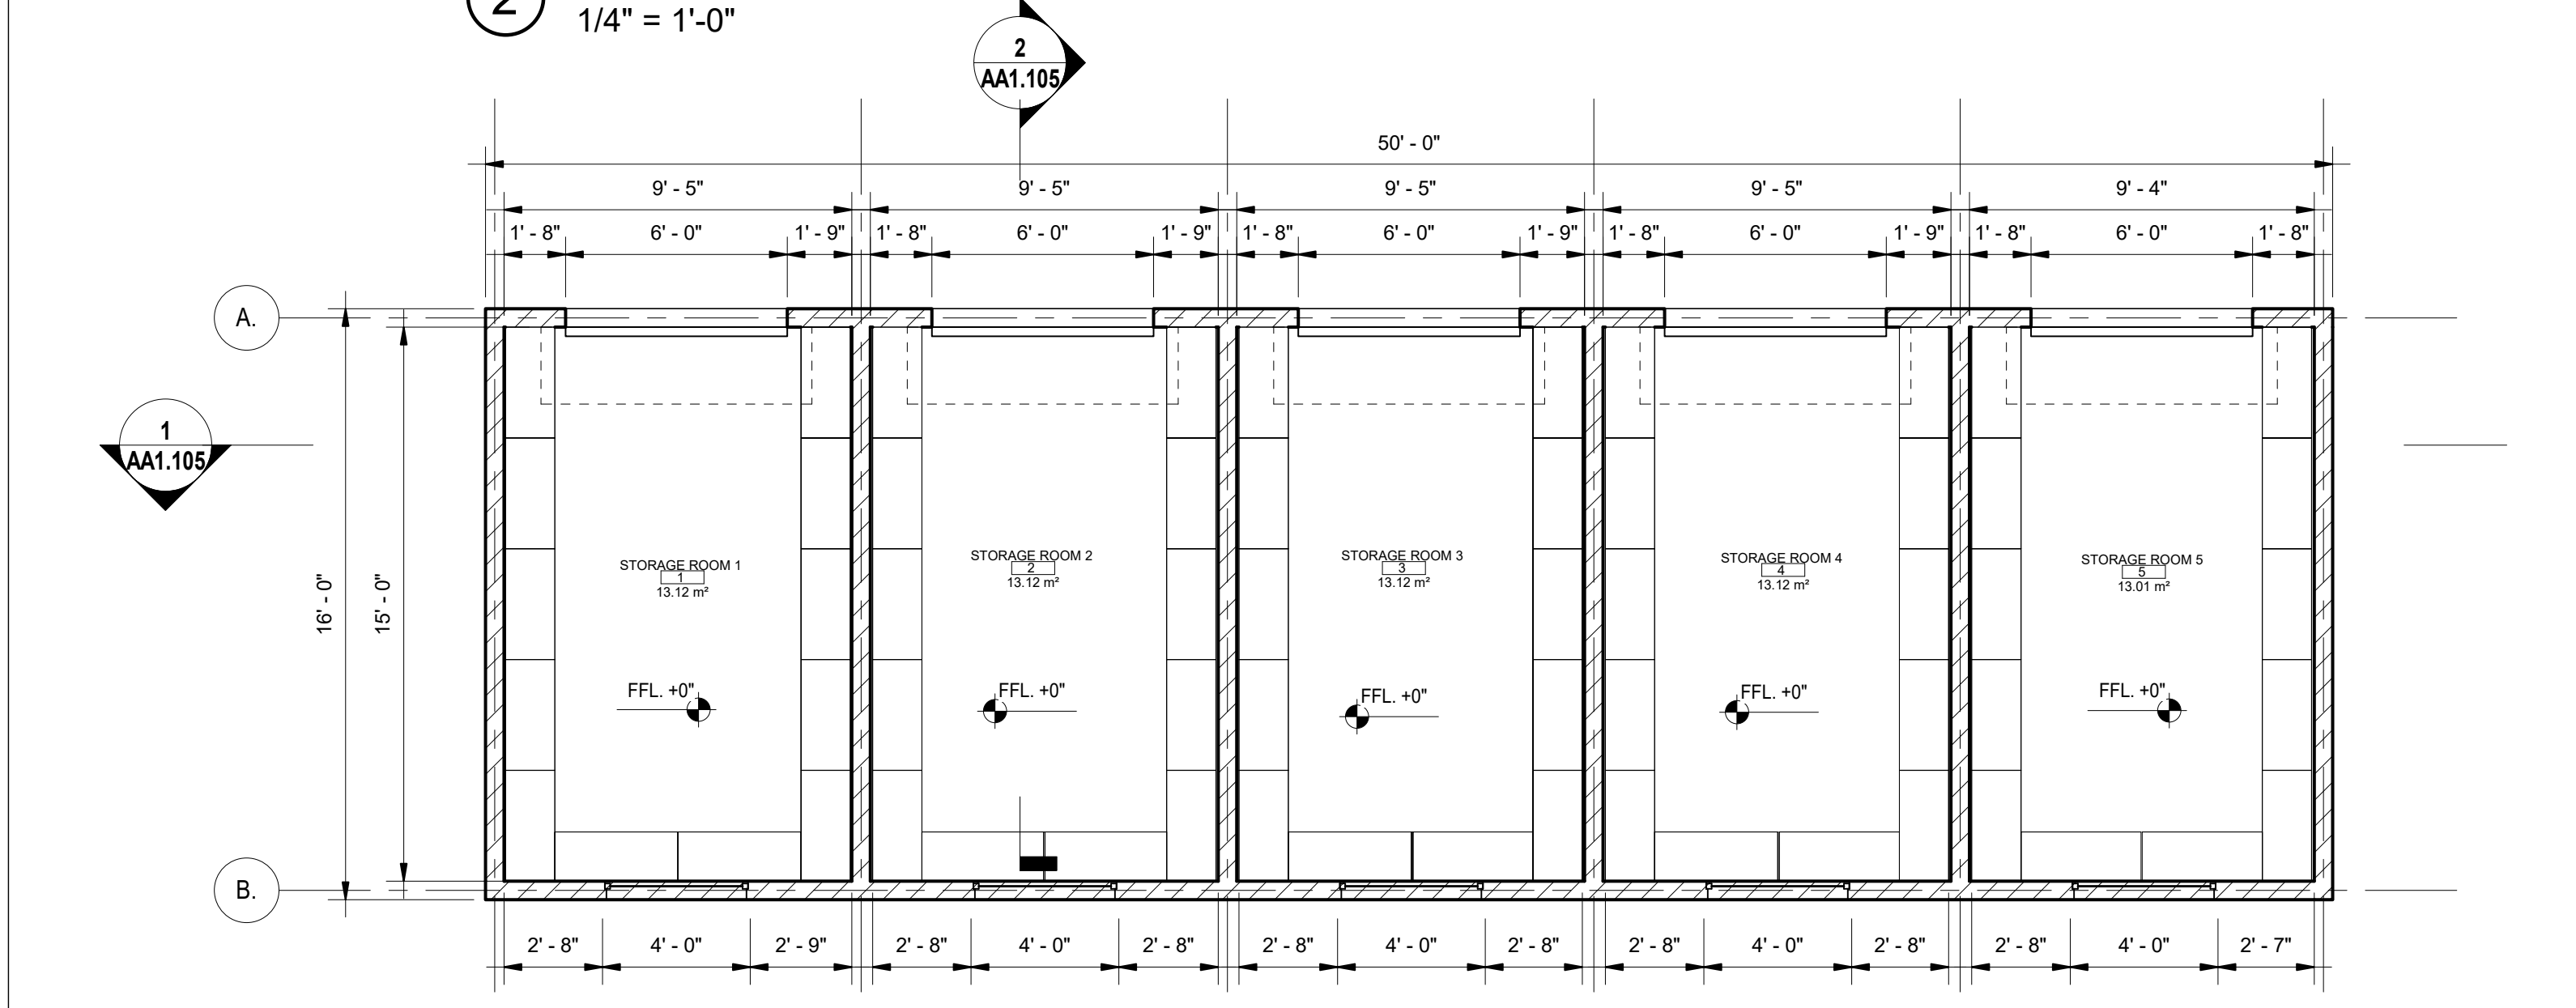 2
1/4" = 1'-0"
2
AA1.105
50' - 0"
9' - 5" 9' - 5" 9' - 5" 9' - 5" 9' - 4"
1' - 8" 6' - 0" 1' - 9" 1' - 8" 6' - 0" 1' - 9" 1' - 8" 6' - 0" 1' - 9" 1' - 8" 6' - 0" 1' - 9" 1' - 8" 6' - 0" 1' - 8"
A.
1
AA1.105
16' - 0"
15' - 0"
STORAGE ROOM 1
1
13.12 m²
STORAGE ROOM 2
2
13.12 m²
STORAGE ROOM 3
3
13.12 m²
STORAGE ROOM 4
4
13.12 m²
STORAGE ROOM 5
5
13.01 m²
FFL. +0" FFL. +0" FFL. +0" FFL. +0" FFL. +0"
B.
2' - 8" 4' - 0" 2' - 9" 2' - 8" 4' - 0" 2' - 8" 2' - 8" 4' - 0" 2' - 8" 2' - 8" 4' - 0" 2' - 8" 2' - 8" 4' - 0" 2' - 7"